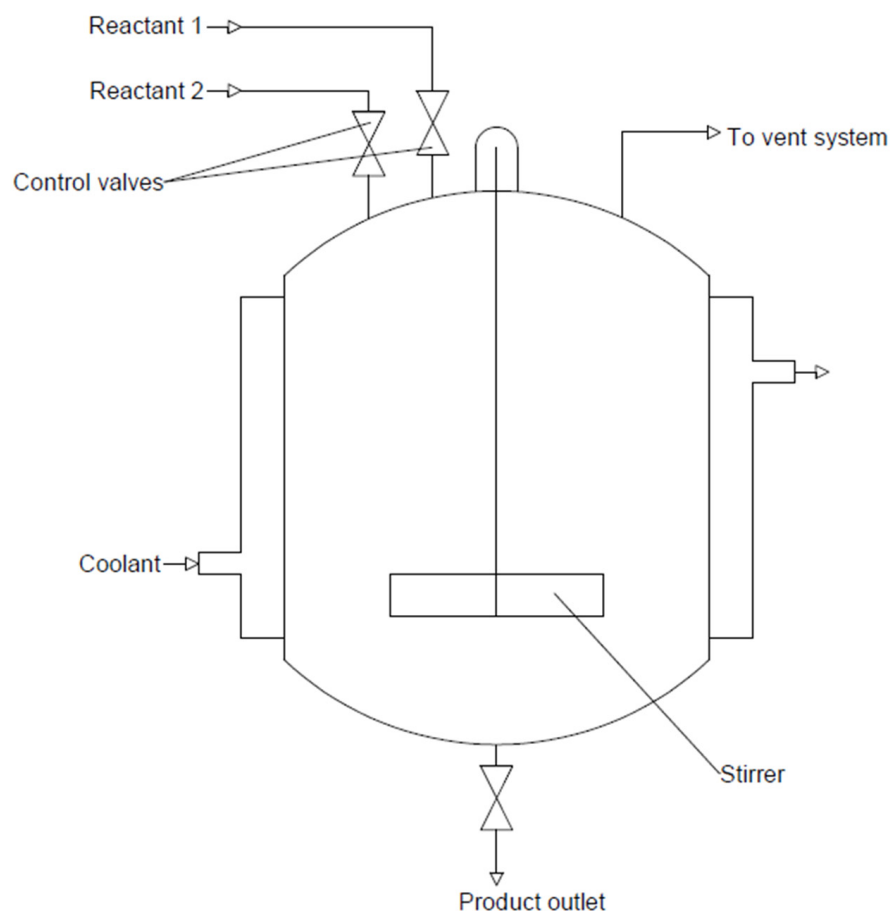 Reactant 1
Reactant 2
To vent system
Control valves
Coolant
Stirrer
Product outlet